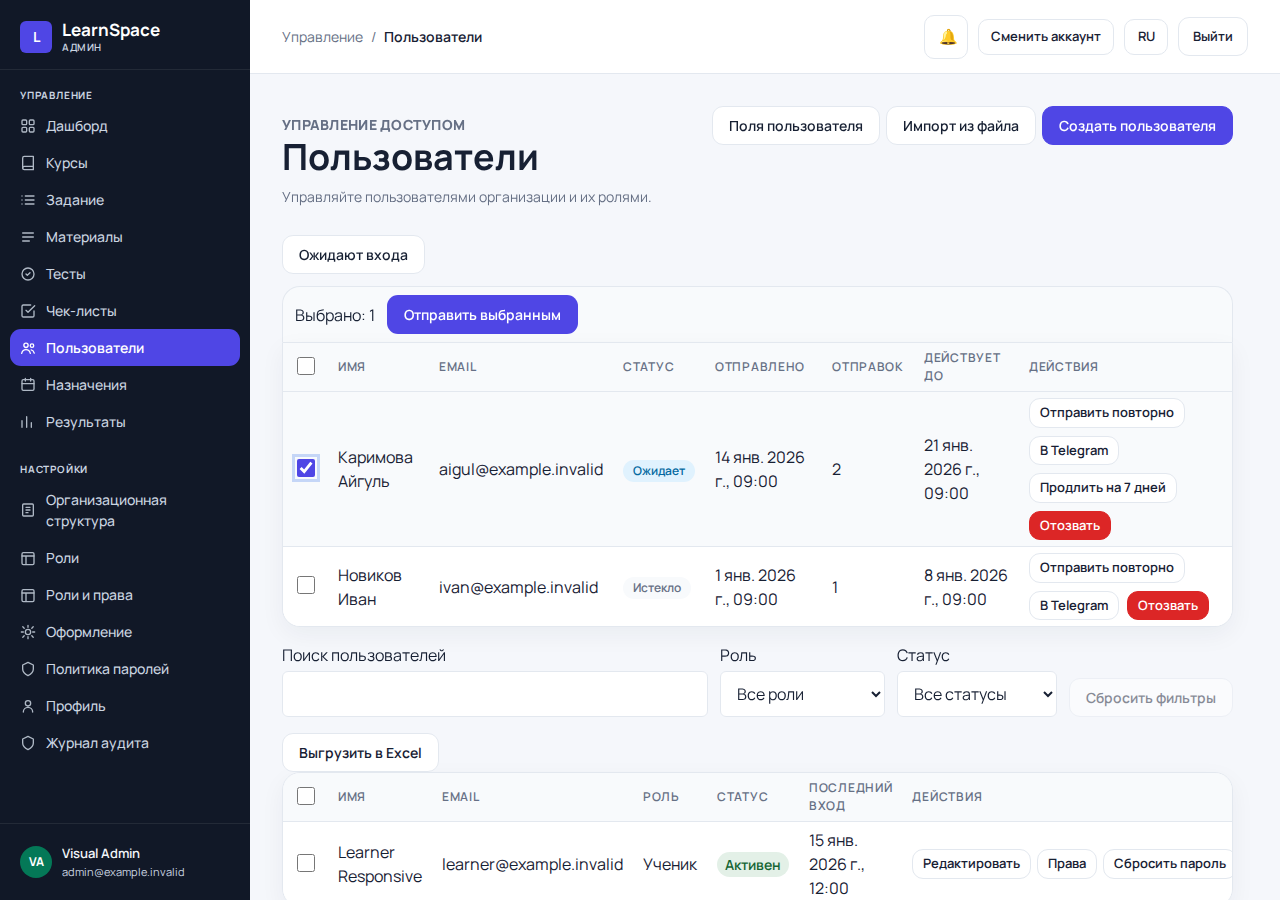 L
LearnSpace
АДМИН
УПРАВЛЕНИЕ
Дашборд
Курсы
Задание
Материалы
Тесты
Чек-листы
Пользователи
Назначения
Результаты
НАСТРОЙКИ
Организационная
структура
Роли
Роли и права
Оформление
Политика паролей
Профиль
Журнал аудита
VA
Visual Admin
admin@example.invalid
Управление / Пользователи
Сменить аккаунт
RU
Выйти
УПРАВЛЕНИЕ ДОСТУПОМ
Пользователи
Управляйте пользователями организации и их ролями.
Поля пользователя
Импорт из файла
Создать пользователя
Ожидают входа
Выбрано: 1
Отправить выбранным
ИМЯ EMAIL СТАТУС ОТПРАВЛЕНО ОТПРАВОК ДЕЙСТВУЕТ ДО ДЕЙСТВИЯ
Каримова Айгуль aigul@example.invalid Ожидает 14 янв. 2026 г., 09:00 2 21 янв. 2026 г., 09:00
Отправить повторно
В Telegram
Продлить на 7 дней
Отозвать
Новиков Иван ivan@example.invalid Истекло 1 янв. 2026 г., 09:00 1 8 янв. 2026 г., 09:00
Отправить повторно
В Telegram Отозвать
Поиск пользователей
Роль
Статус
Все роли
Все статусы
Сбросить фильтры
Выгрузить в Excel
ИМЯ EMAIL РОЛЬ СТАТУС ПОСЛЕДНИЙ ВХОД ДЕЙСТВИЯ
Learner Responsive learner@example.invalid Ученик Активен 15 янв. 2026 г., 12:00
Редактировать Права Сбросить пароль